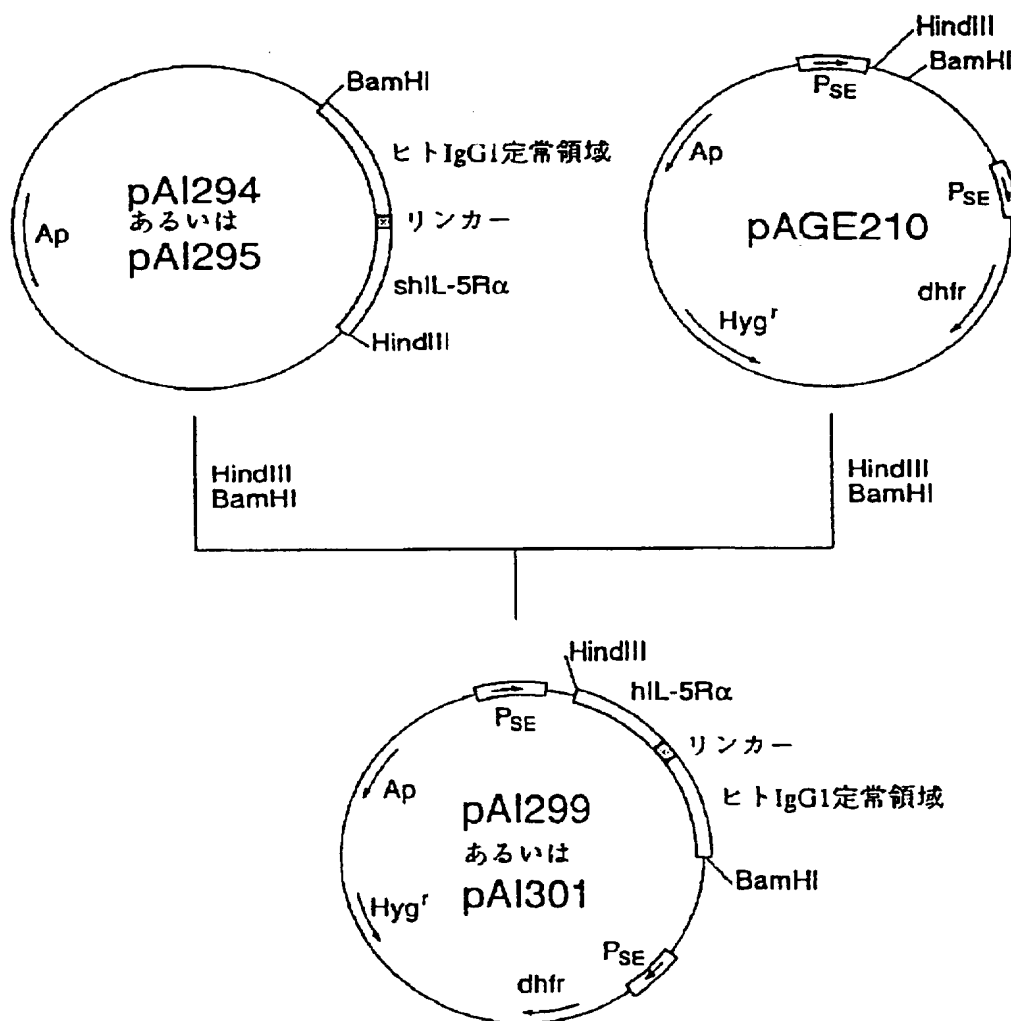 BamHI
ヒトIgG1定常領域
pAI294
あるいは
pAI295
リンカー
Ap
shIL-5Rα
HindIII
HindIII
BamHI
PSE
Ap
PSE
pAGE210
dhfr
Hygr
HindIII
BamHI
HindIII
BamHI
HindIII
hIL-5Rα
PSE
リンカー
Ap
ヒトIgG1定常領域
pAI299
あるいは
pAI301
BamHI
Hygr
PSE
dhfr